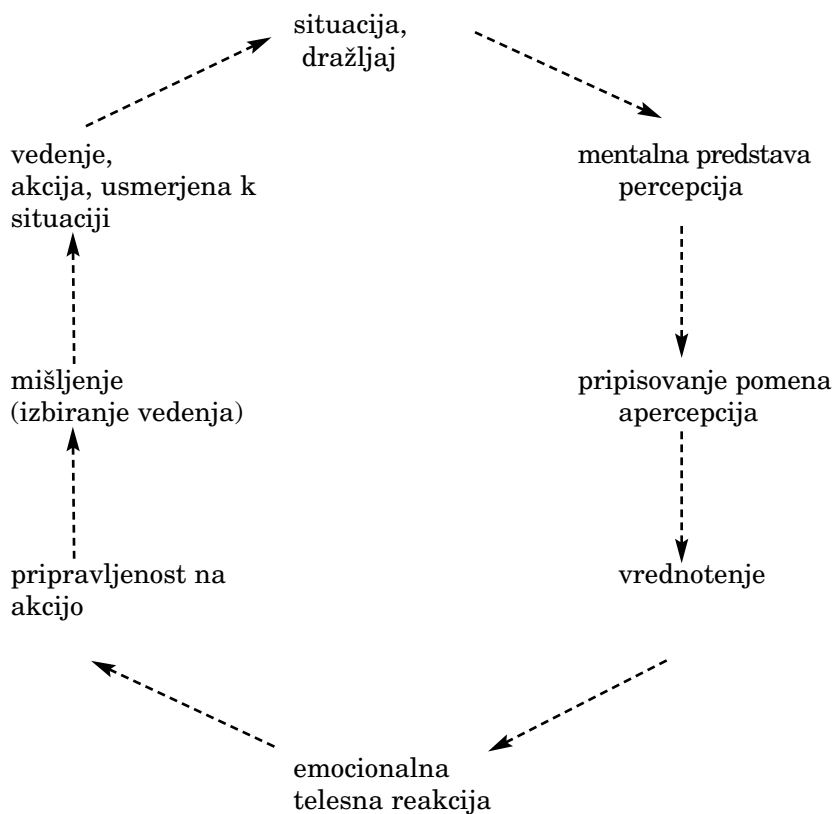 situacija,
dražljaj
mentalna predstava
percepcija
pripisovanje pomena
apercepcija
vrednotenje
emocionalna
telesna reakcija
pripravljenost na
akcijo
mišljenje
(izbiranje vedenja)
vedenje,
akcija, usmerjena k
situaciji